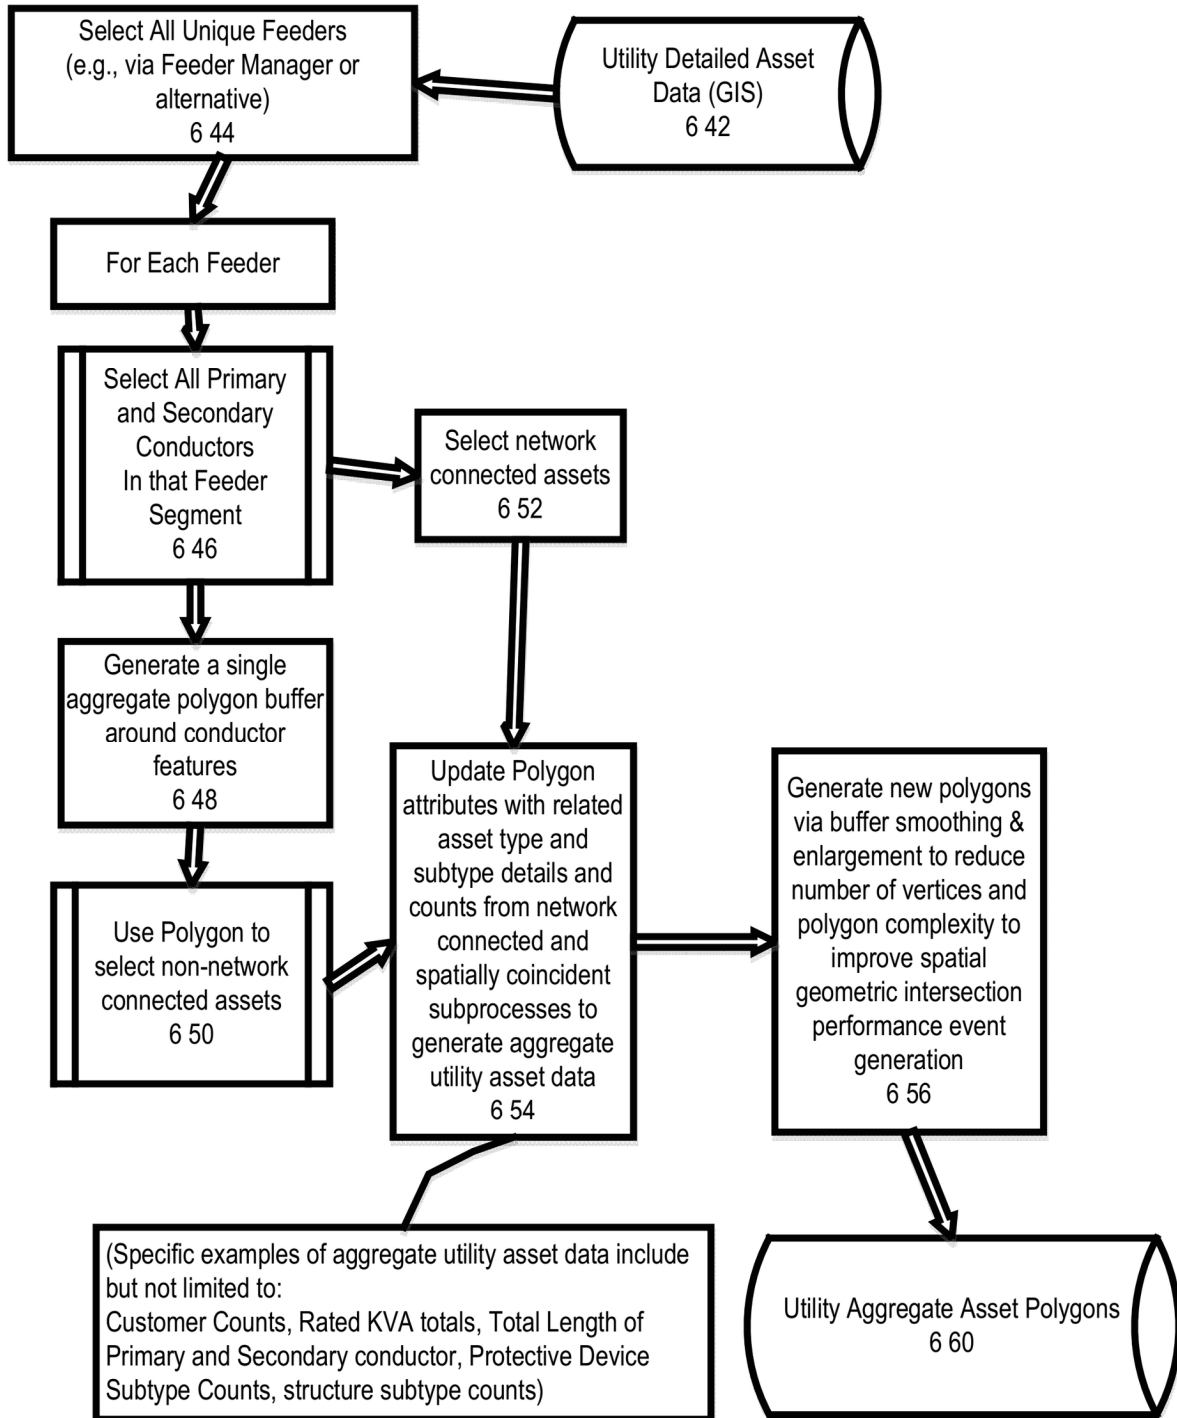 Select All Unique Feeders
(e.g., via Feeder Manager or
alternative)
6 44
Utility Detailed Asset
Data (GIS)
6 42
For Each Feeder
Select All Primary
and Secondary
Conductors
In that Feeder
Segment
6 46
Select network
connected assets
6 52
Generate a single
aggregate polygon buffer
around conductor
features
6 48
Use Polygon to
select non-network
connected assets
6 50
Update Polygon
attributes with related
asset type and
subtype details and
counts from network
connected and
spatially coincident
subprocesses to
generate aggregate
utility asset data
6 54
Generate new polygons
via buffer smoothing &
enlargement to reduce
number of vertices and
polygon complexity to
improve spatial
geometric intersection
performance event
generation
6 56
(Specific examples of aggregate utility asset data include
but not limited to:
Customer Counts, Rated KVA totals, Total Length of
Primary and Secondary conductor, Protective Device
Subtype Counts, structure subtype counts)
Utility Aggregate Asset Polygons
6 60